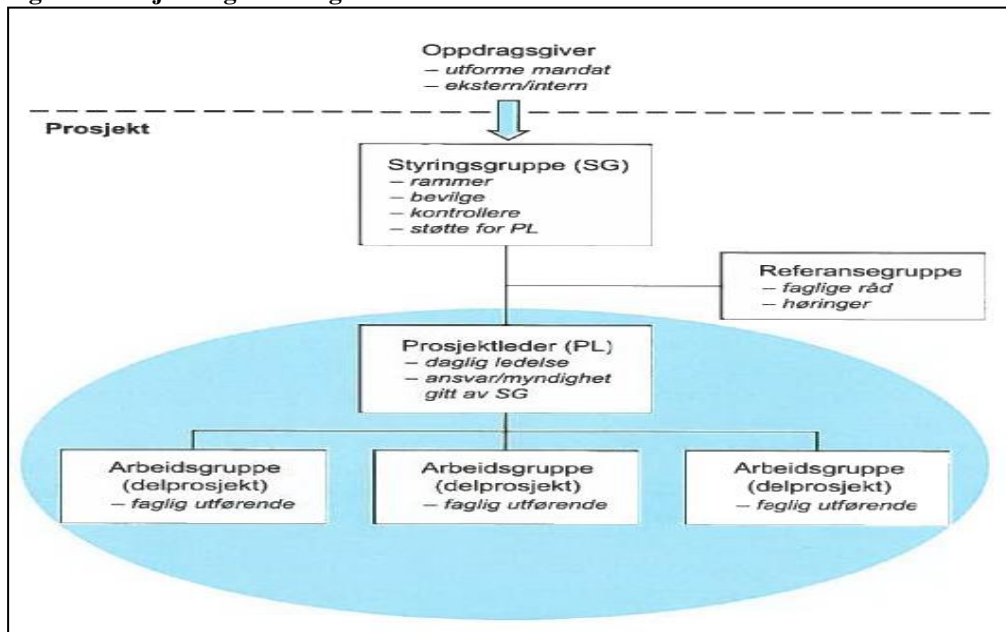 Oppdragsgiver
– utforme mandat
– ekstern/intern
Prosjekt
Styringsgruppe (SG)
– rammer
– bevilge
– kontrollere
– støtte for PL
Referansegruppe
– faglige råd
– høringer
Prosjektleder (PL)
– daglig ledelse
– ansvar/myndighet
gitt av SG
Arbeidsgruppe
(delprosjekt)
– faglig utførende
Arbeidsgruppe
(delprosjekt)
– faglig utførende
Arbeidsgruppe
(delprosjekt)
– faglig utførende